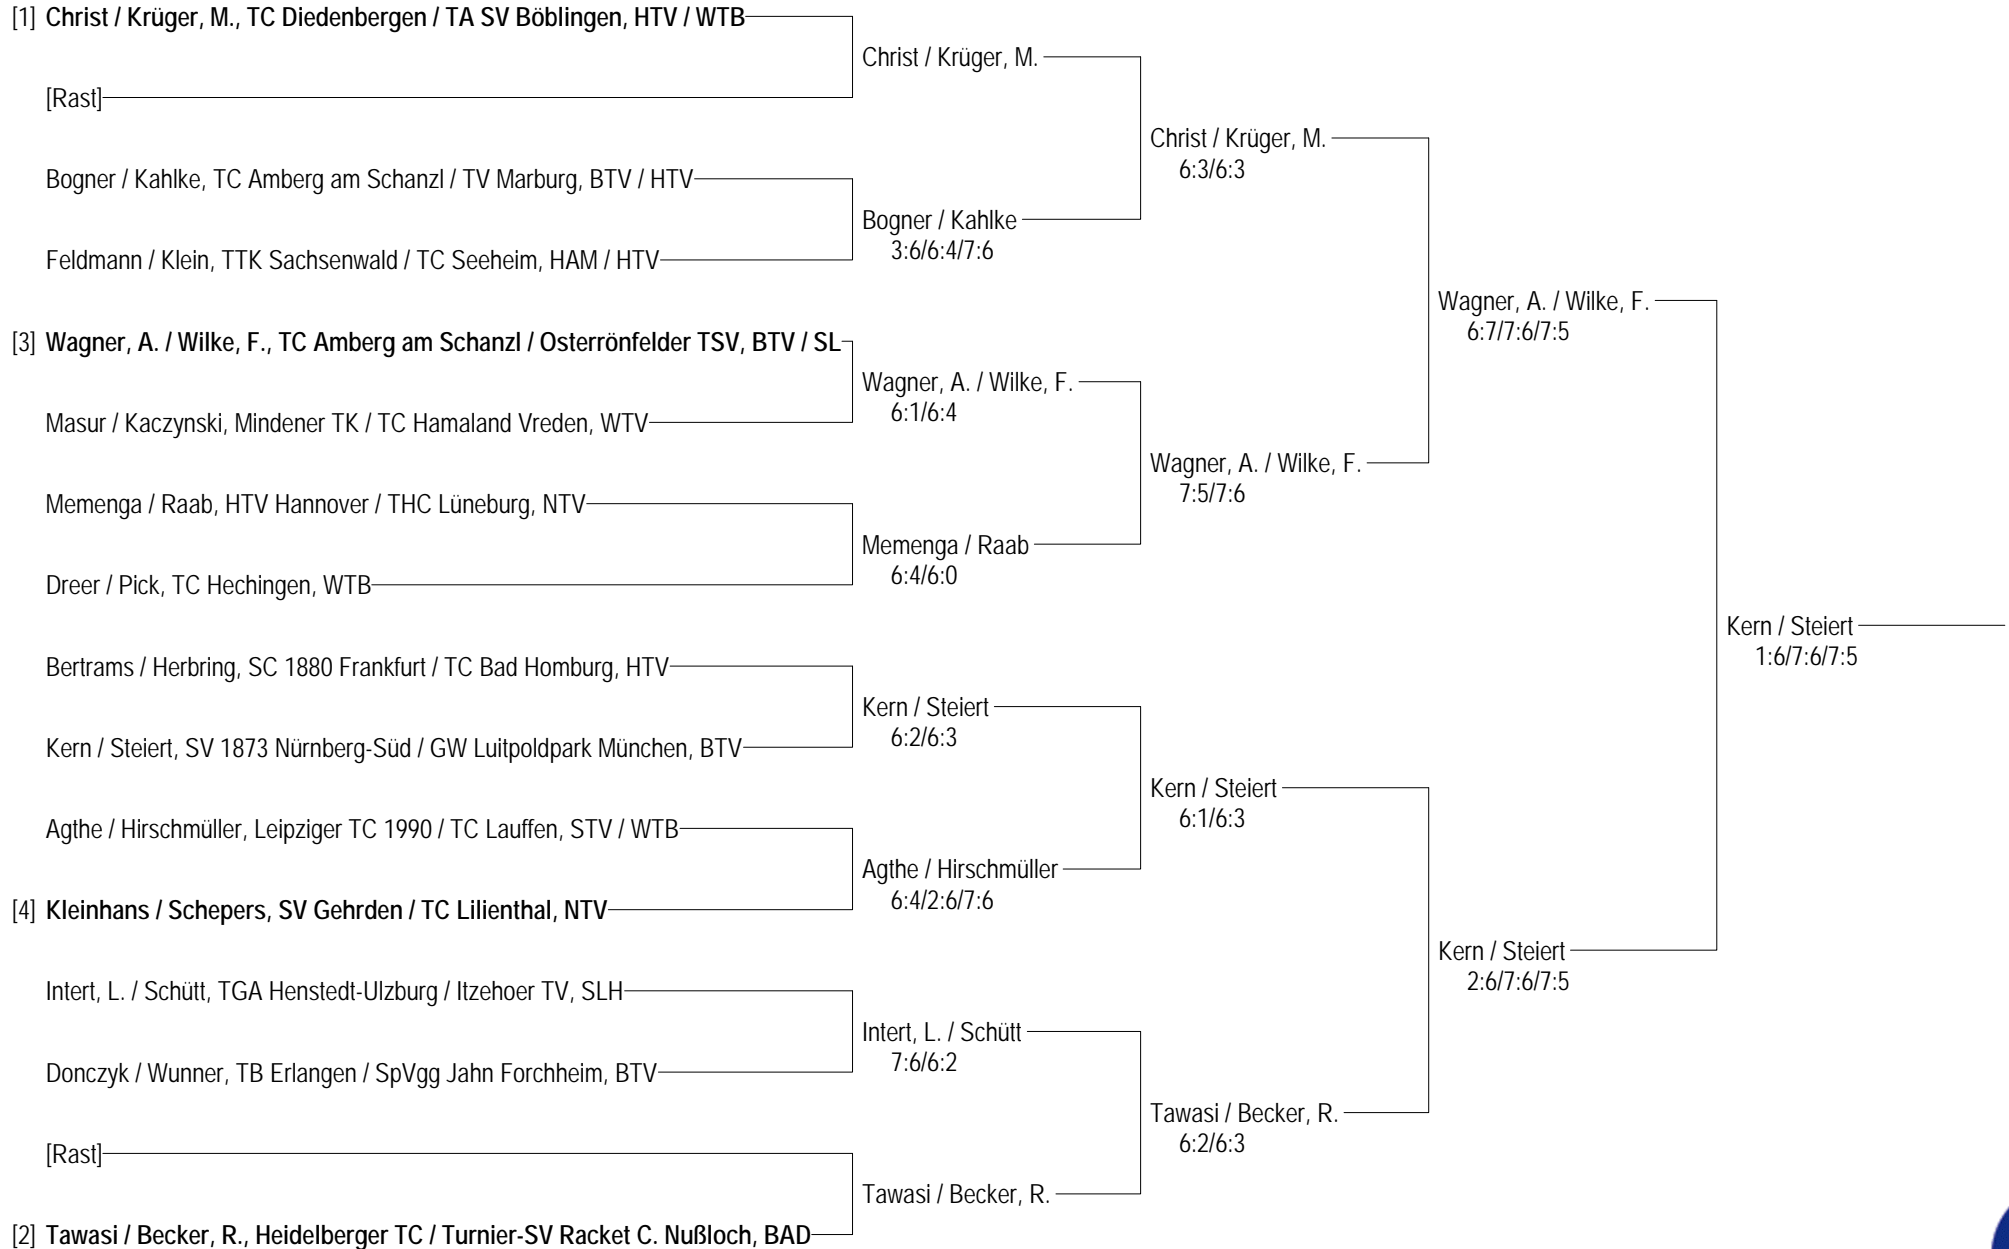 [1] Christ / Krüger, M., TC Diedenbergen / TA SV Böblingen, HTV / WTB
[Rast]
Bogner / Kahlke, TC Amberg am Schanzl / TV Marburg, BTV / HTV
Feldmann / Klein, TTK Sachsenwald / TC Seeheim, HAM / HTV
[3] Wagner, A. / Wilke, F., TC Amberg am Schanzl / Osterrönfelder TSV, BTV / SL
Masur / Kaczynski, Mindener TK / TC Hamaland Vreden, WTV
Memenga / Raab, HTV Hannover / THC Lüneburg, NTV
Dreer / Pick, TC Hechingen, WTB
Bertrams / Herbring, SC 1880 Frankfurt / TC Bad Homburg, HTV
Kern / Steiert, SV 1873 Nürnberg-Süd / GW Luitpoldpark München, BTV
Agthe / Hirschmüller, Leipziger TC 1990 / TC Lauffen, STV / WTB
[4] Kleinhans / Schepers, SV Gehrden / TC Lilienthal, NTV
Intert, L. / Schütt, TGA Henstedt-Ulzburg / Itzehoer TV, SLH
Donczyk / Wunner, TB Erlangen / SpVgg Jahn Forchheim, BTV
[Rast]
[2] Tawasi / Becker, R., Heidelberger TC / Turnier-SV Racket C. Nußloch, BAD
Christ / Krüger, M.
Bogner / Kahlke
3:6/6:4/7:6
Wagner, A. / Wilke, F.
6:1/6:4
Memenga / Raab
6:4/6:0
Kern / Steiert
6:2/6:3
Agthe / Hirschmüller
6:4/2:6/7:6
Intert, L. / Schütt
7:6/6:2
Tawasi / Becker, R.
Christ / Krüger, M.
6:3/6:3
Wagner, A. / Wilke, F.
7:5/7:6
Kern / Steiert
6:1/6:3
Tawasi / Becker, R.
6:2/6:3
Wagner, A. / Wilke, F.
6:7/7:6/7:5
Kern / Steiert
2:6/7:6/7:5
Kern / Steiert
1:6/7:6/7:5